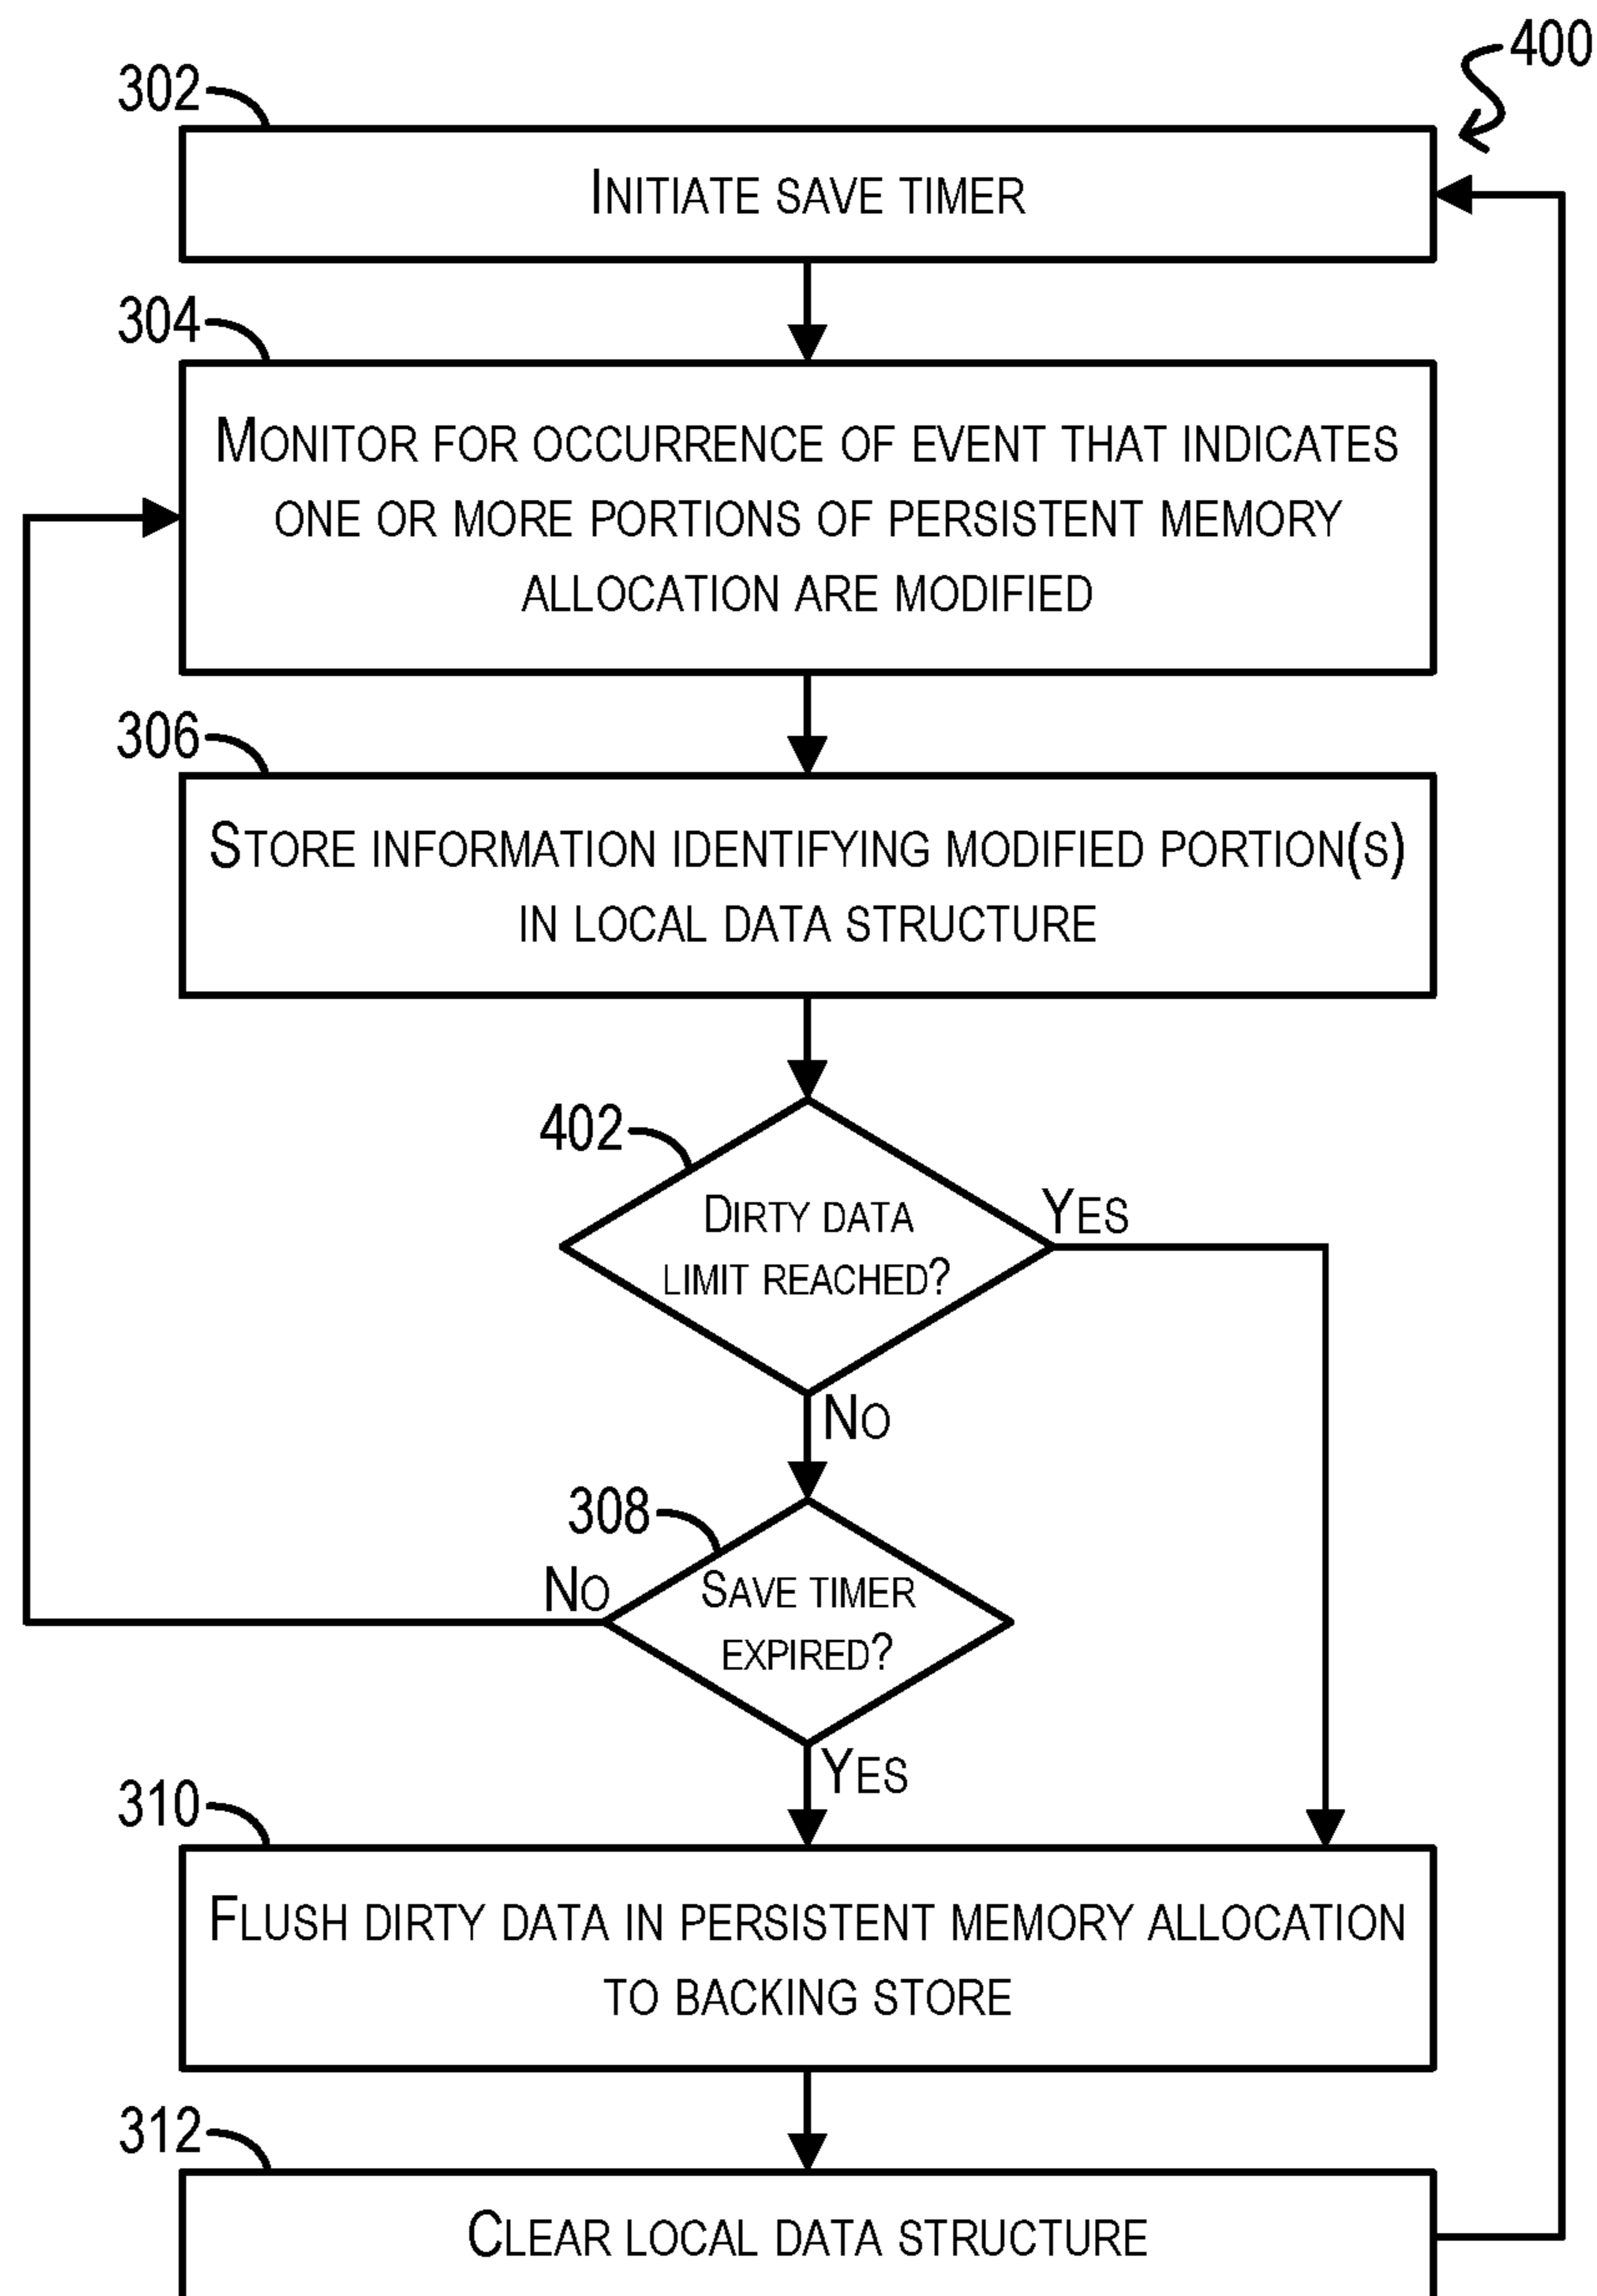 400
302
INITIATE SAVE TIMER
304
MONITOR FOR OCCURRENCE OF EVENT THAT INDICATES
ONE OR MORE PORTIONS OF PERSISTENT MEMORY
ALLOCATION ARE MODIFIED
306
STORE INFORMATION IDENTIFYING MODIFIED PORTION(S)
IN LOCAL DATA STRUCTURE
402
DIRTY DATA
LIMIT REACHED?
YES
NO
308
SAVE TIMER
EXPIRED?
NO
YES
310
FLUSH DIRTY DATA IN PERSISTENT MEMORY ALLOCATION
TO BACKING STORE
312
CLEAR LOCAL DATA STRUCTURE